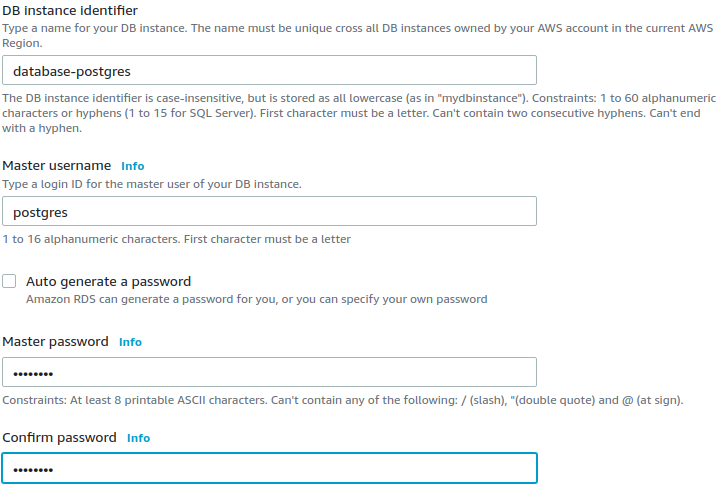 DB instance identifier
Type a name for your DB instance. The name must be unique cross all DB instances owned by your AWS account in the current AWS
Region.
database-postgres
The DB instance identifier is case-insensitive, but is stored as all lowercase (as in "mydbinstance"). Constraints: 1 to 60 alphanumeric
characters or hyphens (1 to 15 for SQL Server). First character must be a letter. Can't contain two consecutive hyphens. Can't end
with a hyphen.
Master username Info
Type a login ID for the master user of your DB instance.
postgres
1 to 16 alphanumeric characters. First character must be a letter
Auto generate a password
Amazon RDS can generate a password for you, or you can specify your own password
Master password Info
••••••••
Constraints: At least 8 printable ASCII characters. Can't contain any of the following: / (slash), "(double quote) and @ (at sign).
Confirm password Info
••••••••